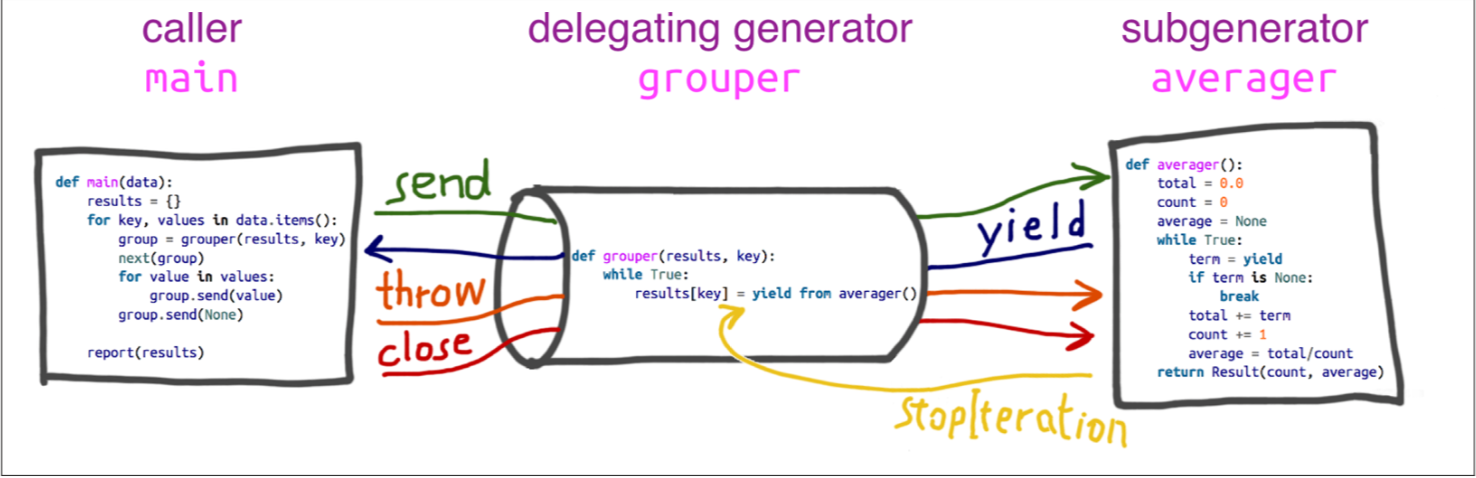 caller
main
delegating generator
grouper
subgenerator
averager
def main(data):
    results = {}
    for key, values in data.items():
        group = grouper(results, key)
        next(group)
        for value in values:
            group.send(value)
        group.send(None)
    report(results)
send
throw
close
def grouper(results, key):
    while True:
        results[key] = yield from averager()
yield
StopIteration
def averager():
    total = 0.0
    count = 0
    average = None
    while True:
        term = yield
        if term is None:
            break
        total += term
        count += 1
        average = total/count
    return Result(count, average)